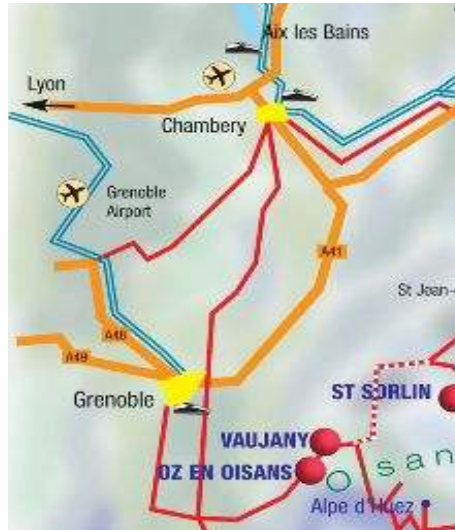 Aix les Bains
Lyon
Chambery
Grenoble
Airport
A41
St Jean-
A48
A49
Grenoble
ST SORLIN
VAUJANY
OZ EN OISANS
O isan
Alpe d'Huez